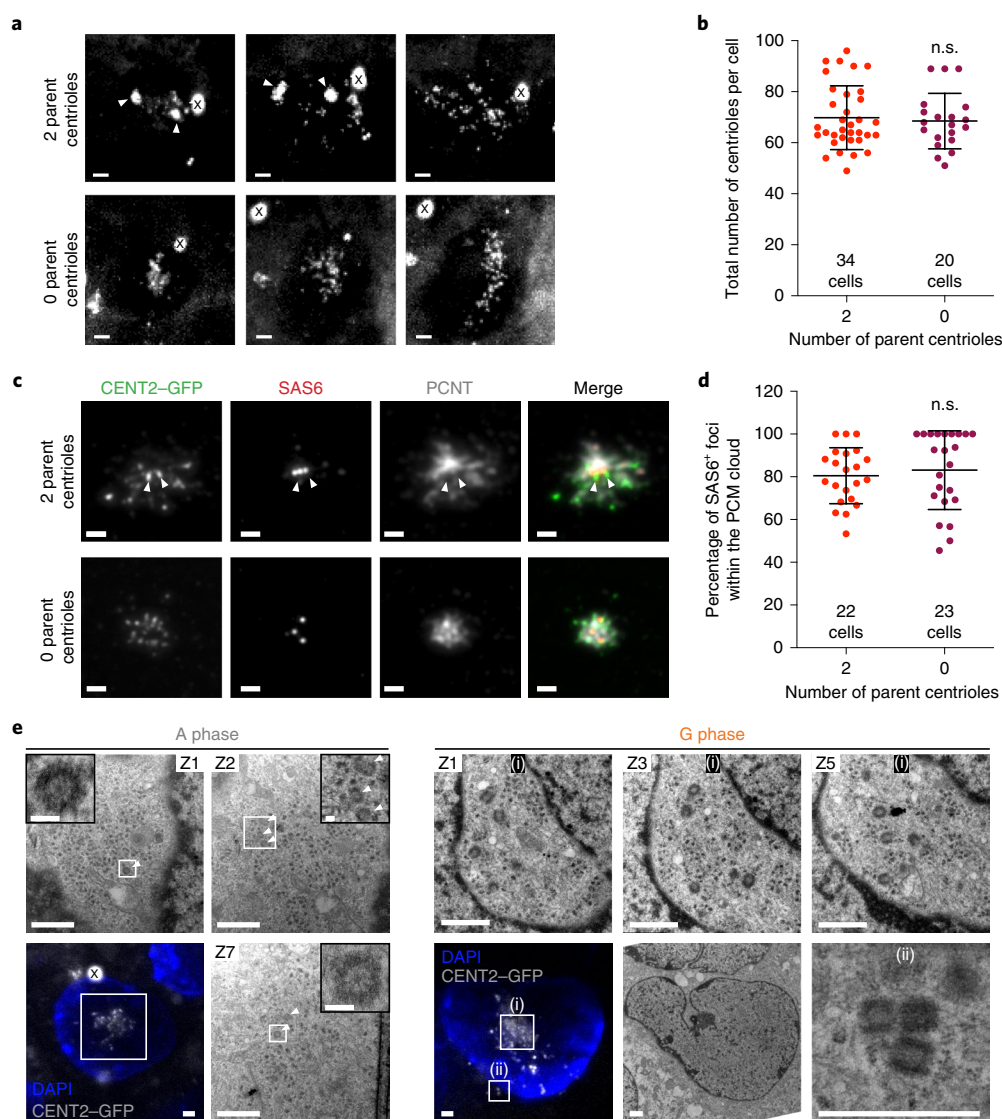 a
2 parent
centrioles
x
x
x
0 parent
centrioles
x
x
x
b
Total number of centrioles per cell
100
80
60
40
20
0
n.s.
34
cells
20
cells
2
0
Number of parent centrioles
c
CENT2–GFP
SAS6
PCNT
Merge
2 parent
centrioles
0 parent
centrioles
d
Percentage of SAS6⁺ foci
within the PCM cloud
120
100
80
60
40
20
0
n.s.
22
cells
23
cells
2
0
Number of parent centrioles
e
A phase
Z1
Z2
x
DAPI
CENT2–GFP
Z7
G phase
Z1
(i)
Z3
(i)
Z5
(i)
DAPI
CENT2–GFP
(i)
(ii)
(ii)